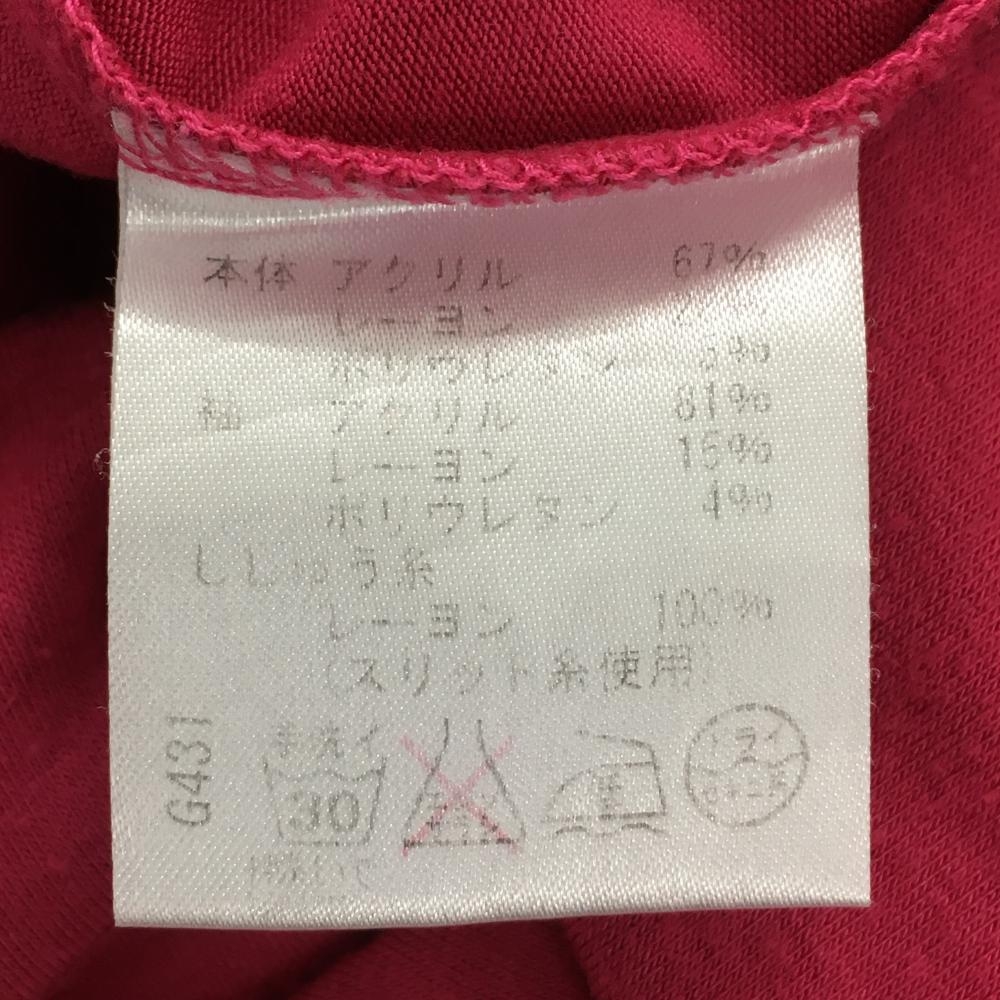 本体 アクリル 67%
レーヨン
ポリウレタン
袖 アクリル 81%
レーヨン 15%
ポリウレタン 4%
ししゅう糸
レーヨン 100%
(スリット糸使用)
G431
手洗イ
30
ドライ